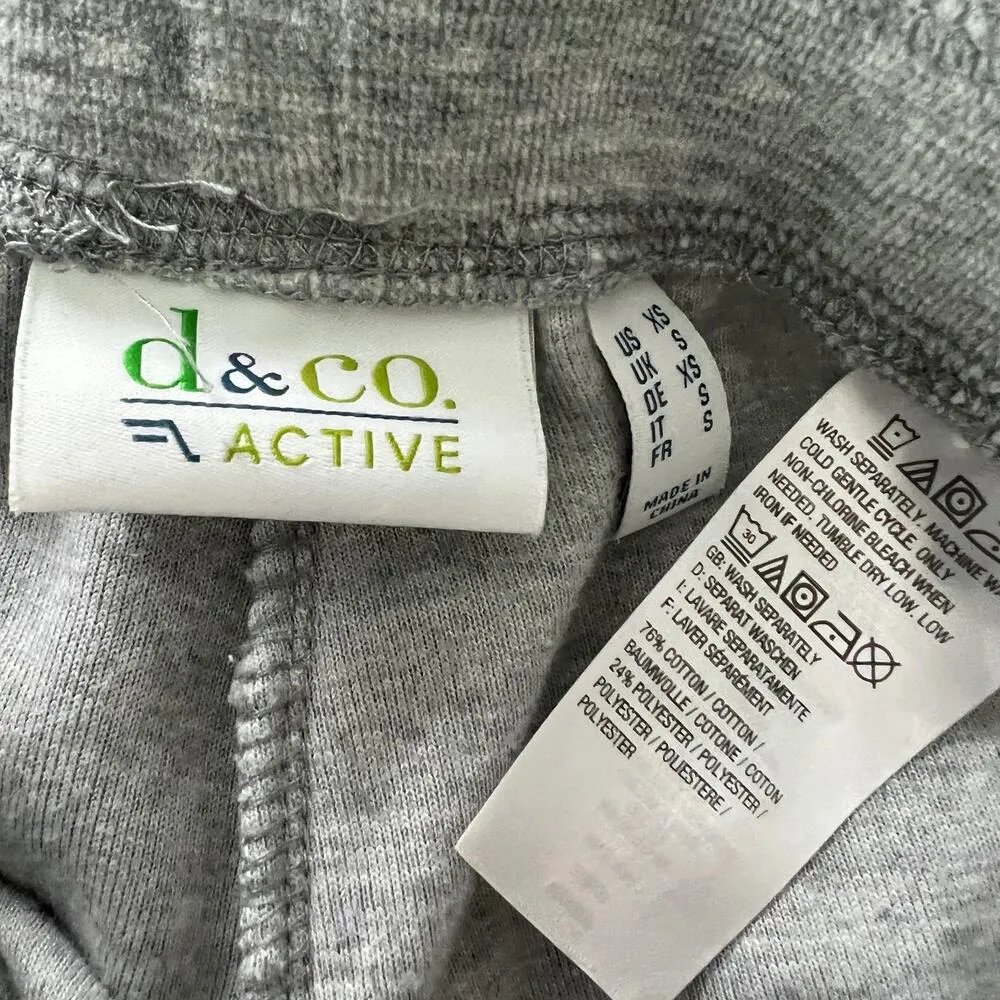 d&co.
ACTIVE
US XS
UK S
DE XS
IT S
FR S
MADE IN
CHINA
WASH SEPARATELY. MACHINE
COLD GENTLE CYCLE. ONLY
NON-CHLORINE BLEACH WHEN
NEEDED. TUMBLE DRY LOW. LOW
IRON IF NEEDED
30
GB: WASH SEPARATELY
D: SEPARAT WASCHEN
I: LAVARE SEPARATAMENTE
F: LAVER SÉPARÉMENT
76% COTTON / COTTON /
BAUMWOLLE / COTONE / COTON
24% POLYESTER / POLYESTER /
POLYESTER / POLIESTERE /
POLYESTER